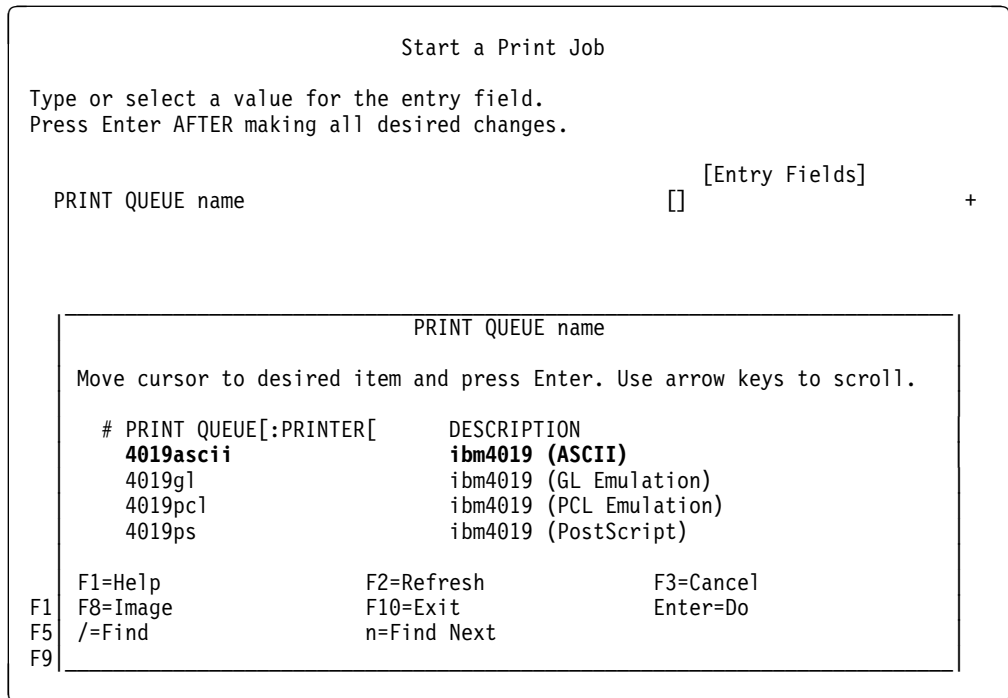 Start a Print Job
Type or select a value for the entry field.
Press Enter AFTER making all desired changes.
[Entry Fields]
PRINT QUEUE name [] +
PRINT QUEUE name
Move cursor to desired item and press Enter. Use arrow keys to scroll.
# PRINT QUEUE[:PRINTER[ DESCRIPTION
4019ascii ibm4019 (ASCII)
4019gl ibm4019 (GL Emulation)
4019pcl ibm4019 (PCL Emulation)
4019ps ibm4019 (PostScript)
F1=Help F2=Refresh F3=Cancel
F1 F8=Image F10=Exit Enter=Do
F5 /=Find n=Find Next
F9